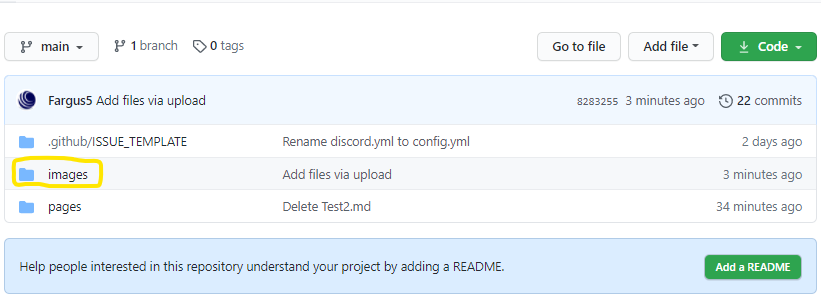 main 1 branch 0 tags Go to file Add file Code
Fargus5 Add files via upload 8283255 3 minutes ago 22 commits
.github/ISSUE_TEMPLATE Rename discord.yml to config.yml 2 days ago
images Add files via upload 3 minutes ago
pages Delete Test2.md 34 minutes ago
Help people interested in this repository understand your project by adding a README. Add a README